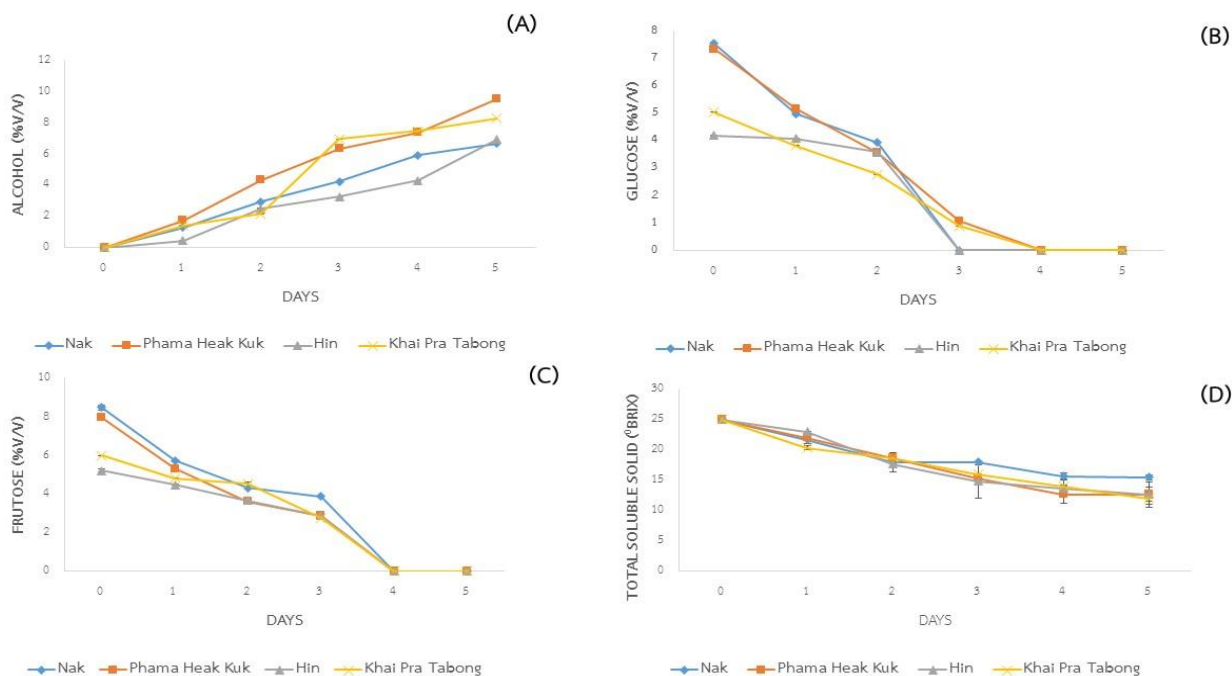 (A)
ALCOHOL (%V/V)
12
10
8
6
4
2
0
0 1 2 3 4 5
DAYS
Nak Phama Heak Kuk Hin Khai Pra Tabong
(B)
GLUCOSE (%V/V)
8
7
6
5
4
3
2
1
0
0 1 2 3 4 5
DAYS
Nak Phama Heak Kuk Hin Khai Pra Tabong
(C)
FRUTOSE (%V/V)
10
8
6
4
2
0
0 1 2 3 4 5
DAYS
Nak Phama Heak Kuk Hin Khai Pra Tabong
(D)
TOTAL SOLUBLE SOLID (⁰BRIX)
30
25
20
15
10
5
0
0 1 2 3 4 5
DAYS
Nak Phama Heak Kuk Hin Khai Pra Tabong